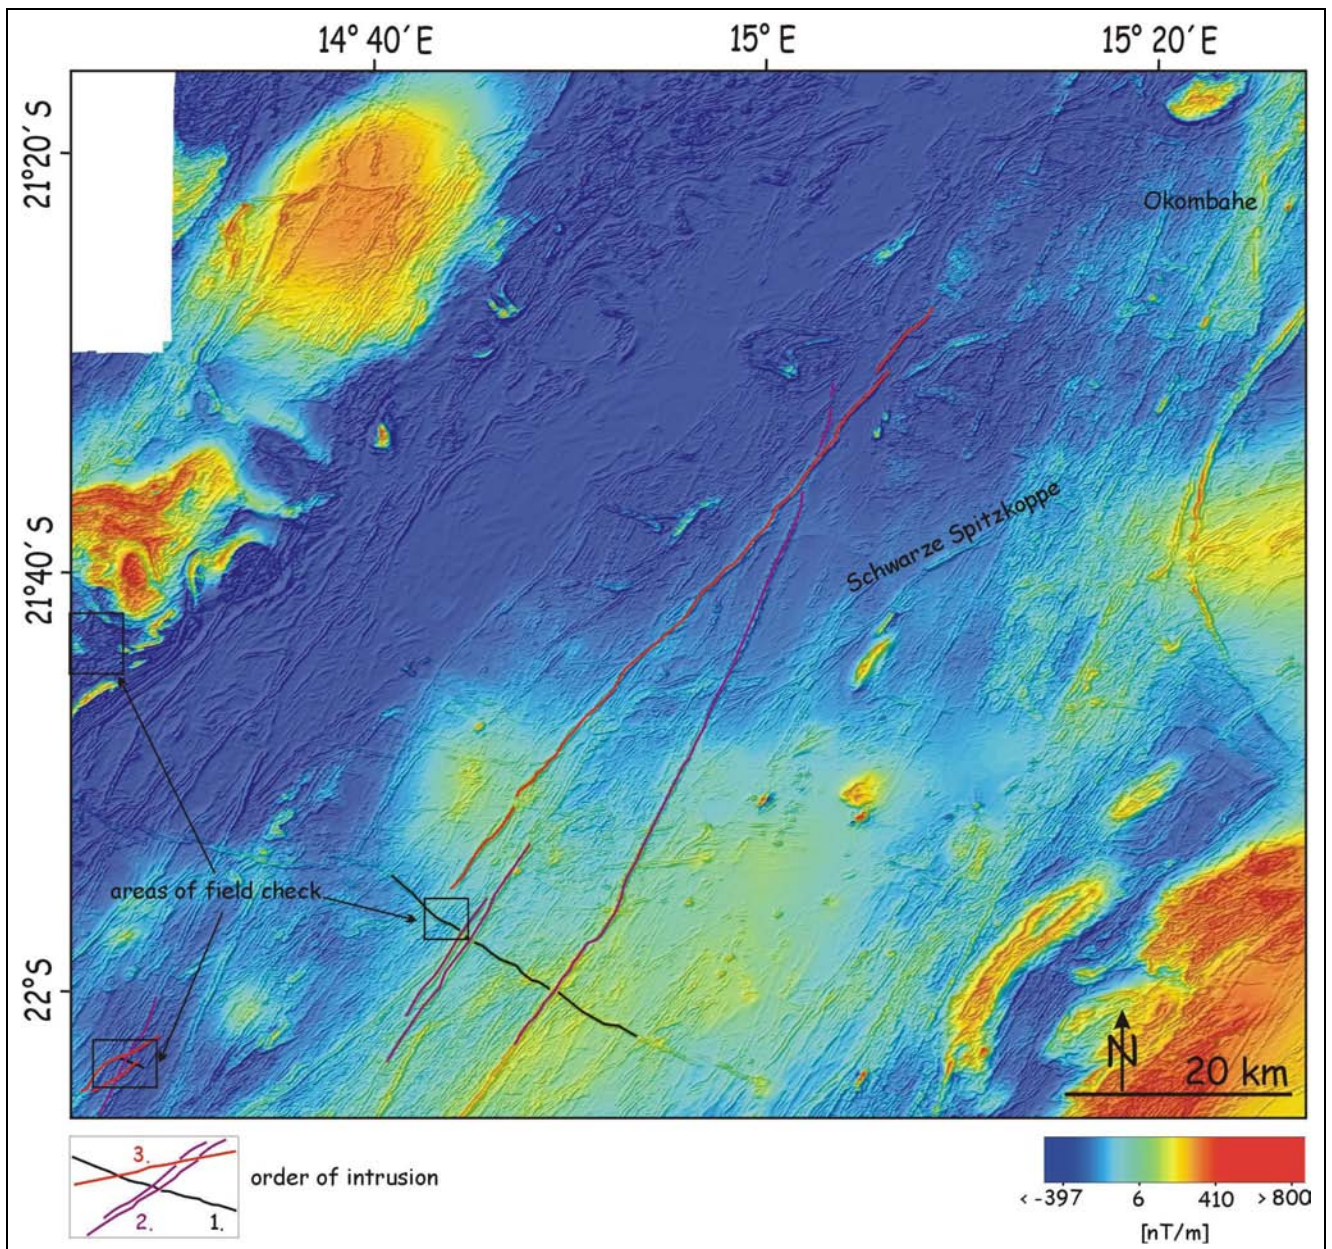 14° 40´ E
15° E
15° 20´ E
21° 20´ S
Okombahe
Schwarze Spitzkoppe
21° 40´ S
areas of field check
22° S
N
20 km
3.
2.
1.
order of intrusion
< -397
6
410
> 800
[nT/m]